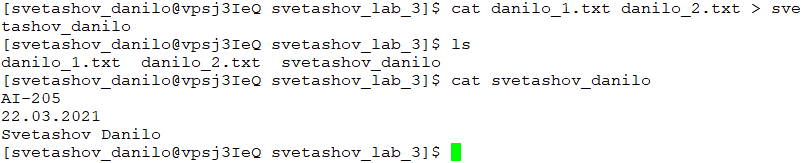 [svetashov_danilo@vpsj3IeQ svetashov_lab_3]$ cat danilo_1.txt danilo_2.txt > sve
tashov_danilo
[svetashov_danilo@vpsj3IeQ svetashov_lab_3]$ ls
danilo_1.txt  danilo_2.txt  svetashov_danilo
[svetashov_danilo@vpsj3IeQ svetashov_lab_3]$ cat svetashov_danilo
AI-205
22.03.2021
Svetashov Danilo
[svetashov_danilo@vpsj3IeQ svetashov_lab_3]$